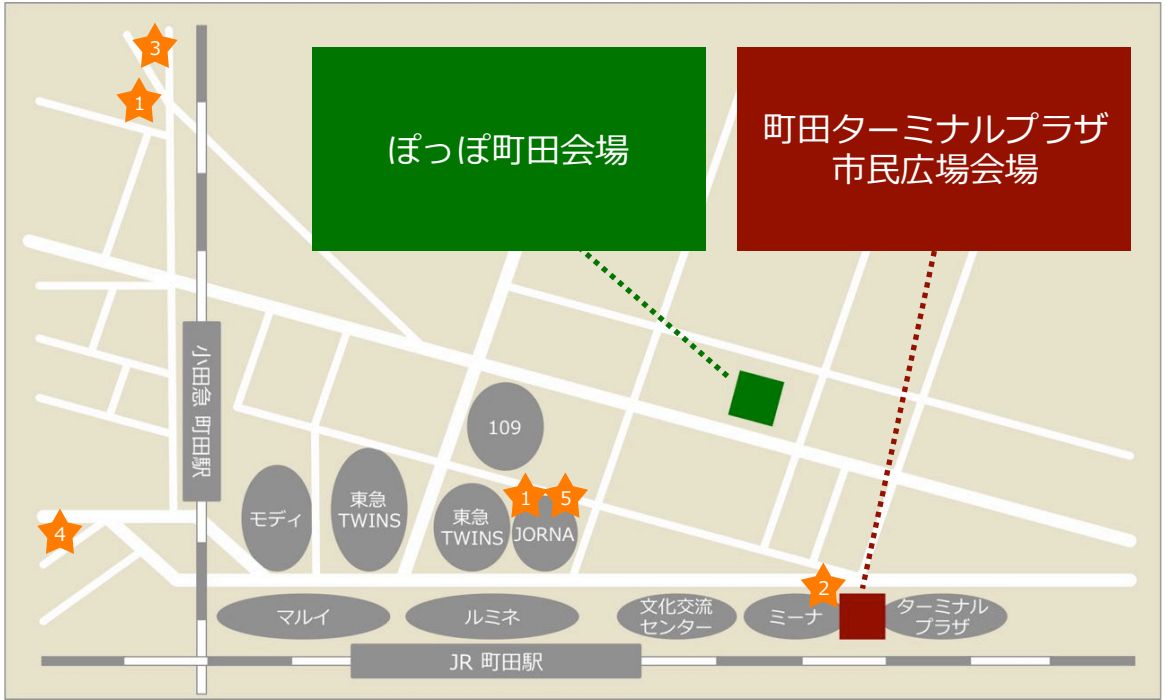 3
1
ぽっぽ町田会場
町田ターミナルプラザ
市民広場会場
小田急 町田駅
109
1
5
4
モディ
東急
TWINS
東急
TWINS
JORNA
2
マルイ
ルミネ
文化交流
センター
ミーナ
ターミナル
プラザ
JR 町田駅